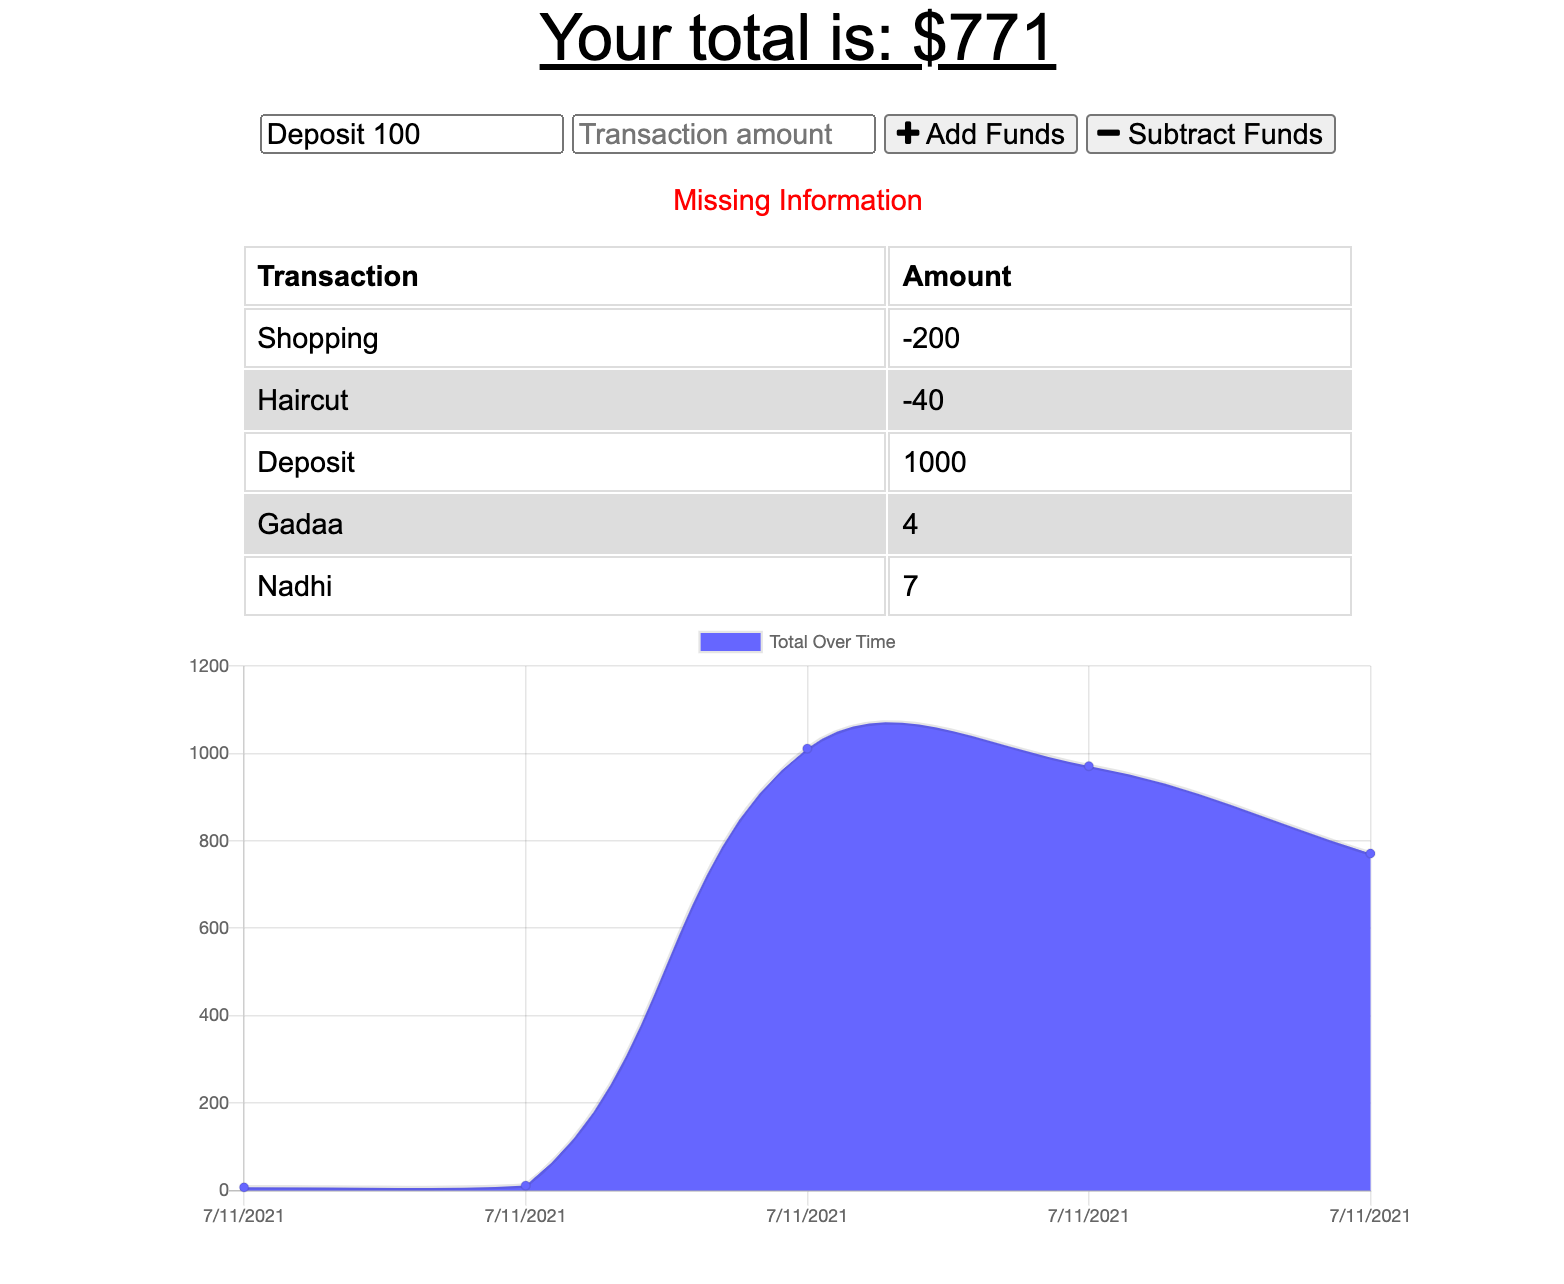 Your total is: $771
Deposit 100 Transaction amount Add Funds Subtract Funds
Missing Information
Transaction Amount
Shopping -200
Haircut -40
Deposit 1000
Gadaa 4
Nadhi 7
Total Over Time
1200
1000
800
600
400
200
0
7/11/2021 7/11/2021 7/11/2021 7/11/2021 7/11/2021